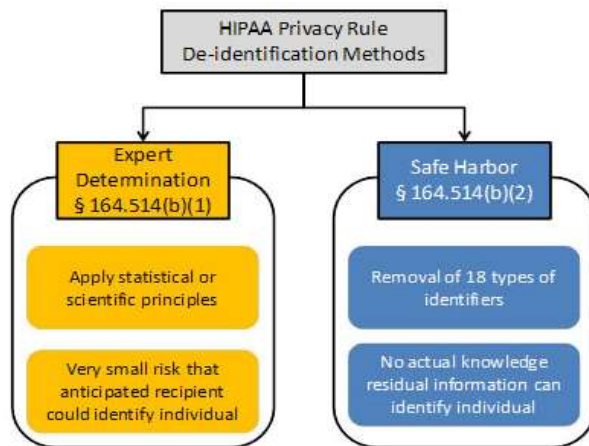 HIPAA Privacy Rule
De-identification Methods
Expert
Determination
§ 164.514(b)(1)
Apply statistical or
scientific principles
Very small risk that
anticipated recipient
could identify individual
Safe Harbor
§ 164.514(b)(2)
Removal of 18 types of
identifiers
No actual knowledge
residual information can
identify individual